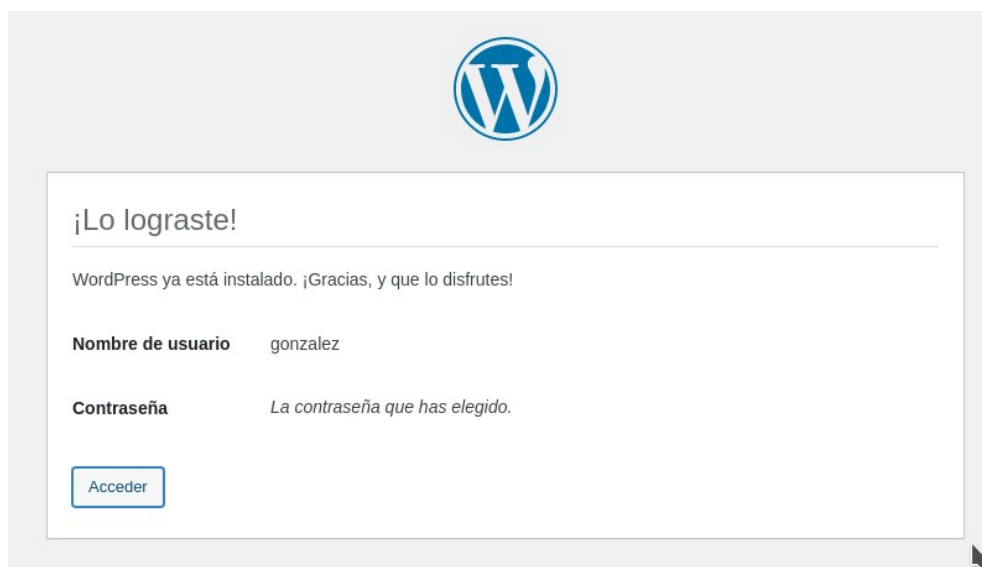 ¡Lo lograste!
WordPress ya está instalado. ¡Gracias, y que lo disfrutes!
Nombre de usuario gonzalez
Contraseña La contraseña que has elegido.
Acceder